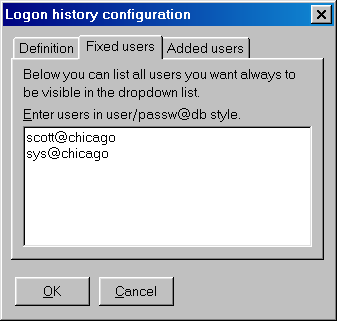 Logon history configuration
Definition Fixed users Added users
Below you can list all users you want always to
be visible in the dropdown list.
Enter users in user/passw@db style.
scott@chicago
sys@chicago
OK Cancel